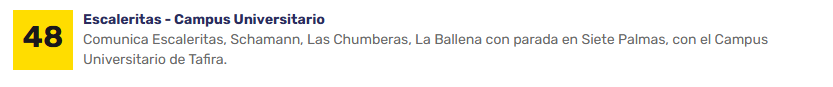 48
Escaleritas - Campus Universitario
Comunica Escaleritas, Schamann, Las Chumberas, La Ballena con parada en Siete Palmas, con el Campus
Universitario de Tafira.